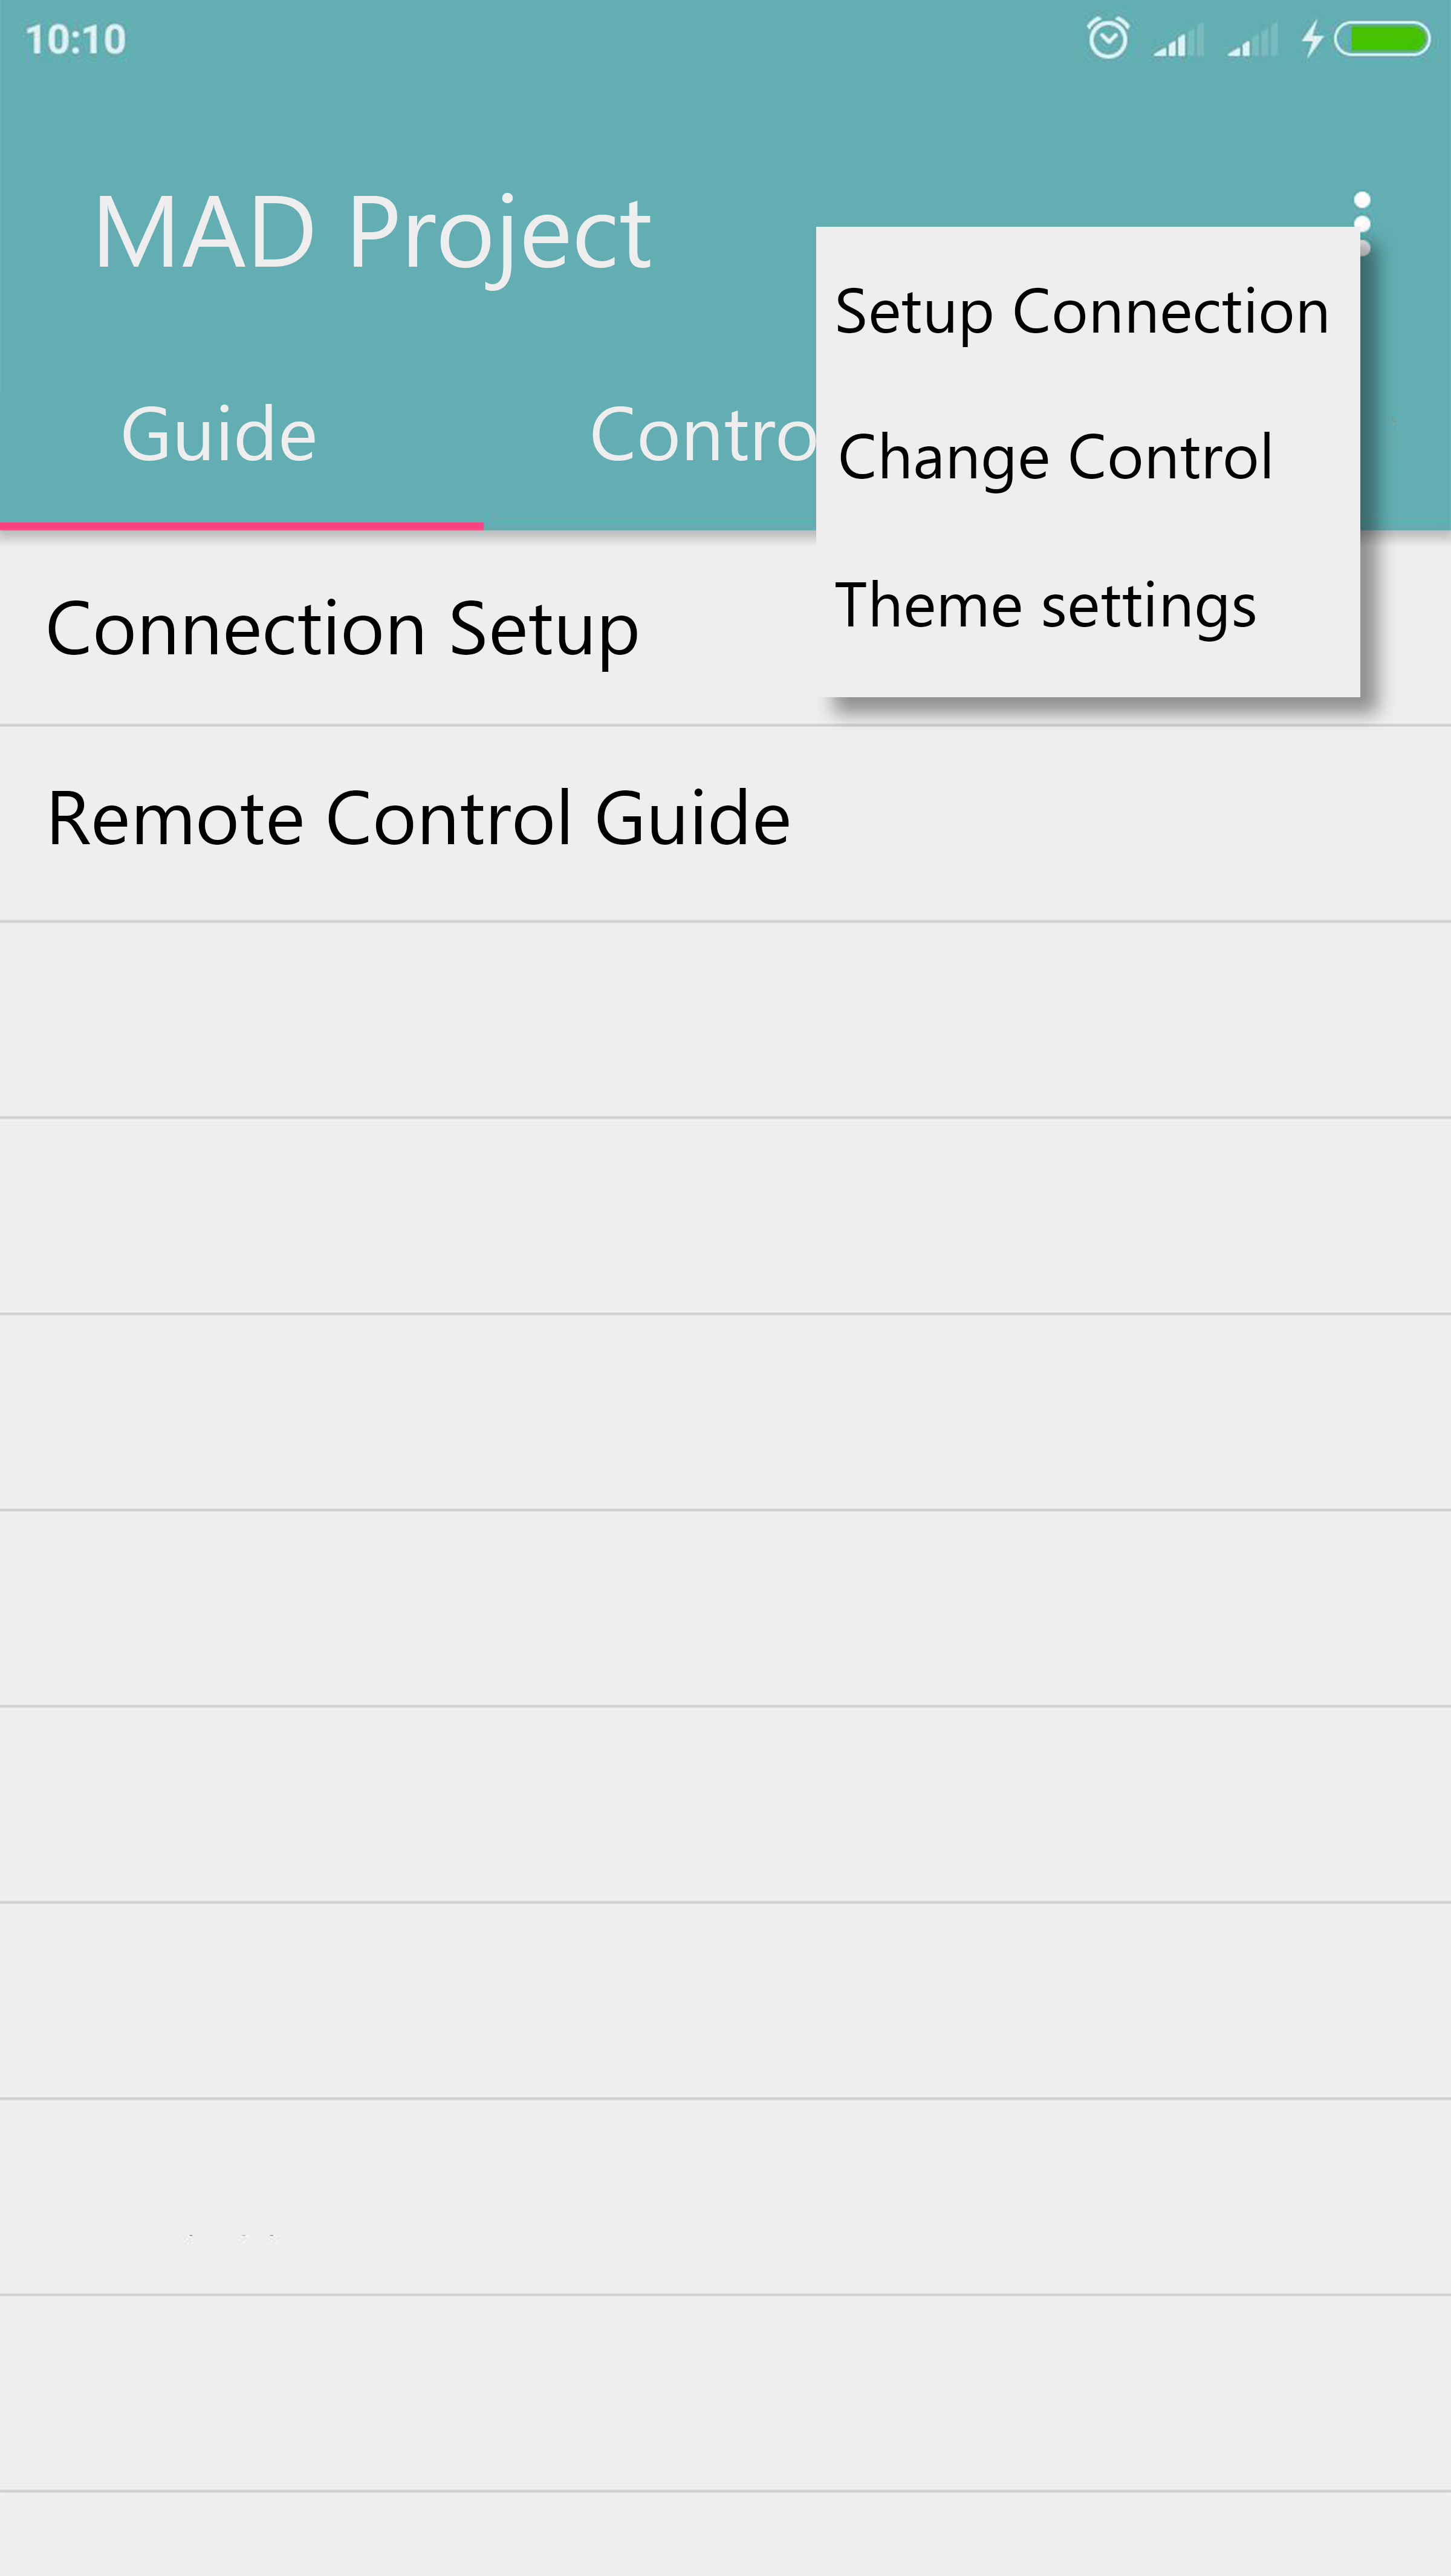 10:10
MAD Project
Guide
Contro
Setup Connection
Change Control
Theme settings
Connection Setup
Remote Control Guide